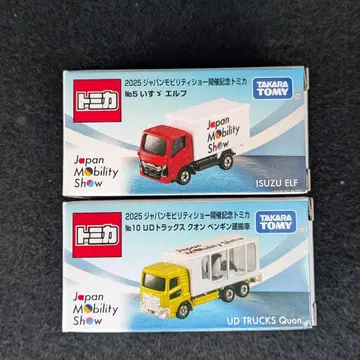 トミカ
2025 ジャパンモビリティショー開催記念トミカ
№5 いすゞ エルフ
TAKARA TOMY
Japan Mobility Show
Japan Mobility Show
ISUZU ELF
トミカ
2025 ジャパンモビリティショー開催記念トミカ
№10 UDトラックス クオン ペンギン運搬車
TAKARA TOMY
Japan Mobility Show
UD TRUCKS Quon